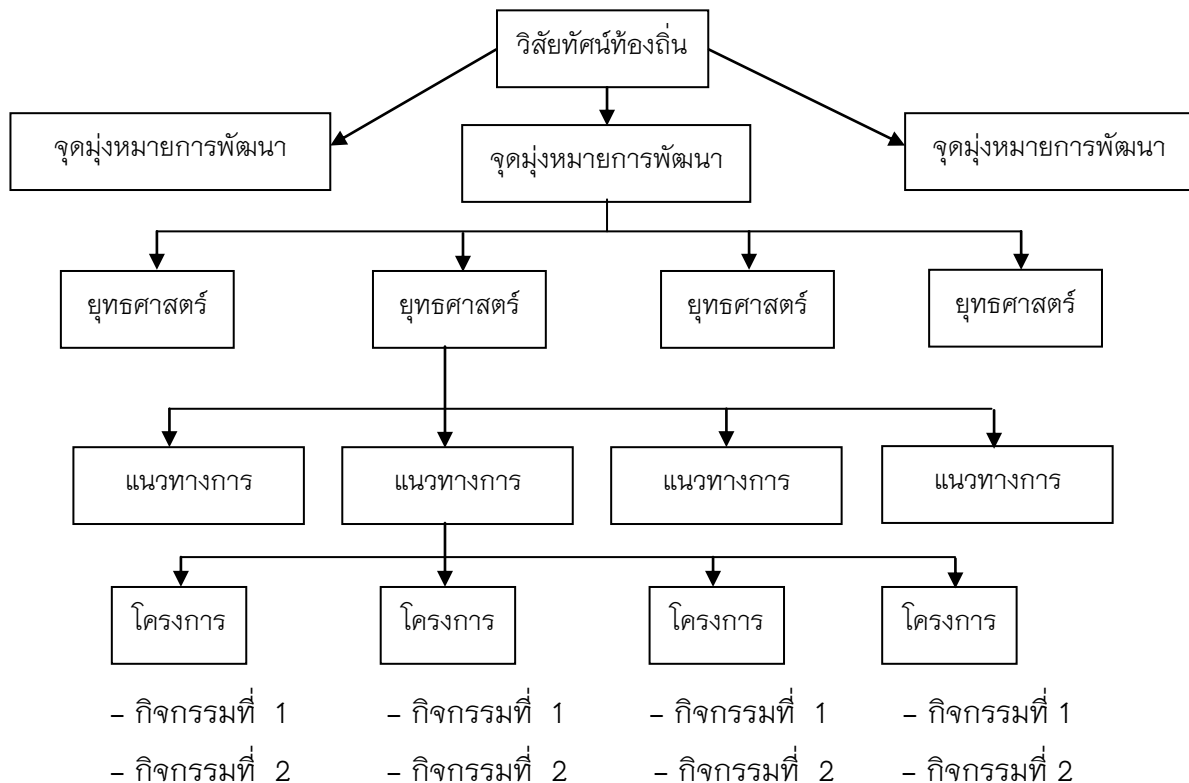 วิสัยทัศน์ท้องถิ่น
จุดมุ่งหมายการพัฒนา
จุดมุ่งหมายการพัฒนา
จุดมุ่งหมายการพัฒนา
ยุทธศาสตร์
ยุทธศาสตร์
ยุทธศาสตร์
ยุทธศาสตร์
แนวทางการ
แนวทางการ
แนวทางการ
แนวทางการ
โครงการ
โครงการ
โครงการ
โครงการ
- กิจกรรมที่ 1
- กิจกรรมที่ 1
- กิจกรรมที่ 1
- กิจกรรมที่ 1
- กิจกรรมที่ 2
- กิจกรรมที่ 2
- กิจกรรมที่ 2
- กิจกรรมที่ 2